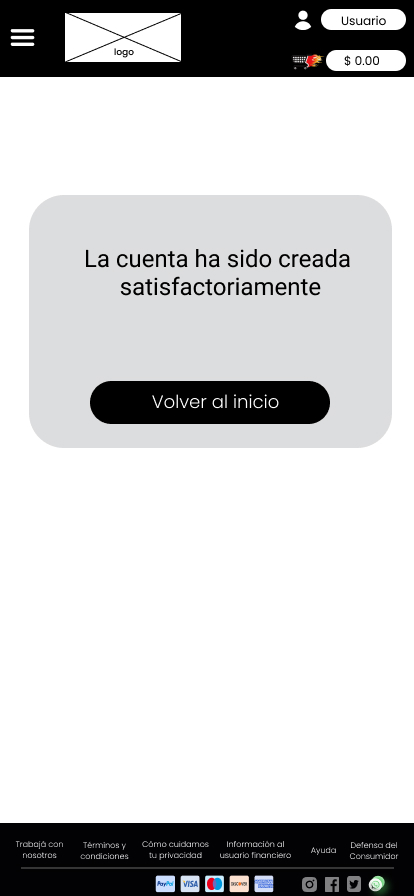 Usuario
logo
$ 0.00
La cuenta ha sido creada
satisfactoriamente
Volver al inicio
Trabajá con
nosotros
Términos y
condiciones
Cómo cuidamos
tu privacidad
Información al
usuario financiero
Ayuda
Defensa del
Consumidor
PayPal
VISA
DISCOVER